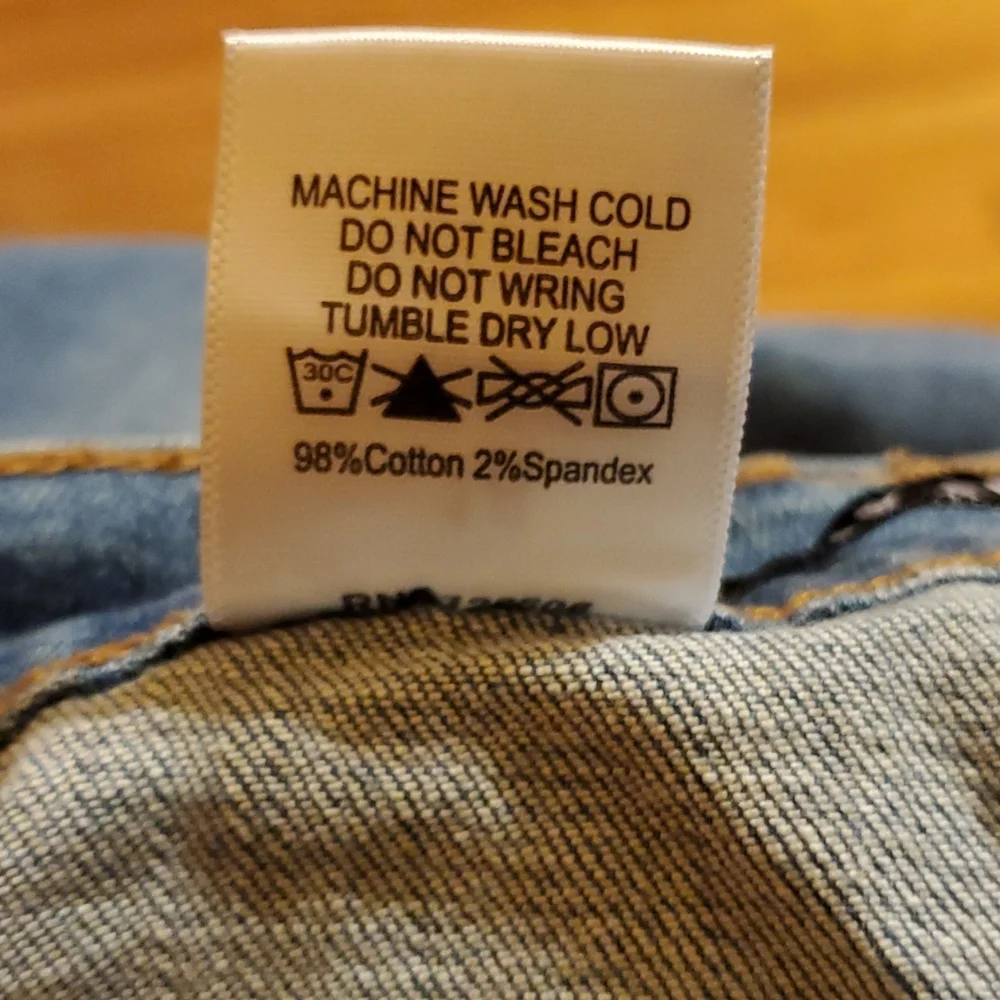 MACHINE WASH COLD
DO NOT BLEACH
DO NOT WRING
TUMBLE DRY LOW
30C
98%Cotton 2%Spandex